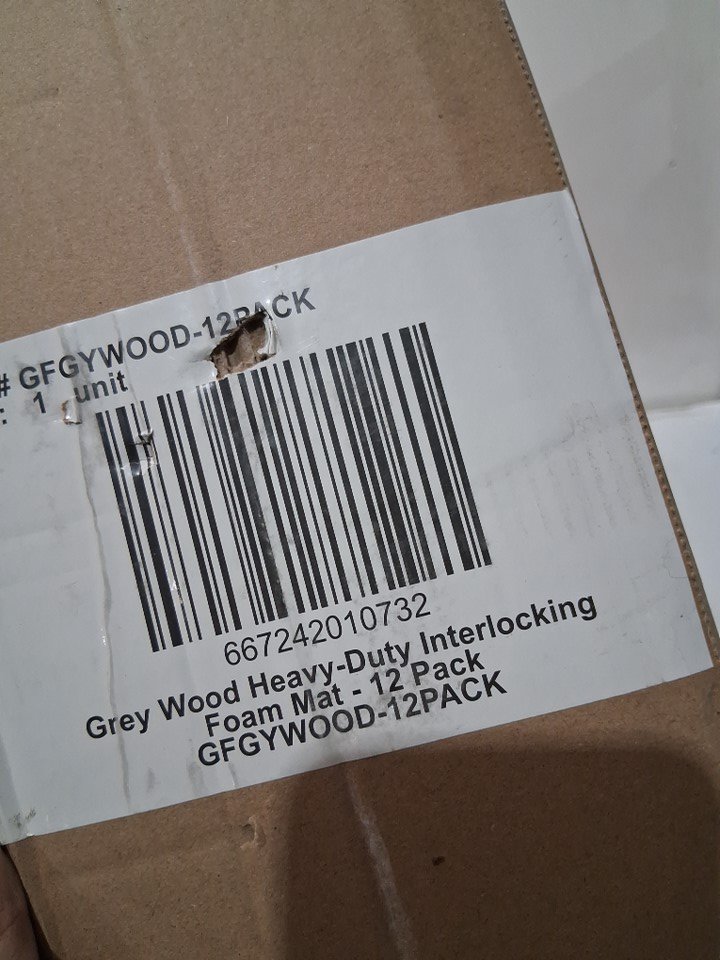 # GFGYWOOD-12PACK
: 1 unit
667242010732
Grey Wood Heavy-Duty Interlocking
Foam Mat - 12 Pack
GFGYWOOD-12PACK